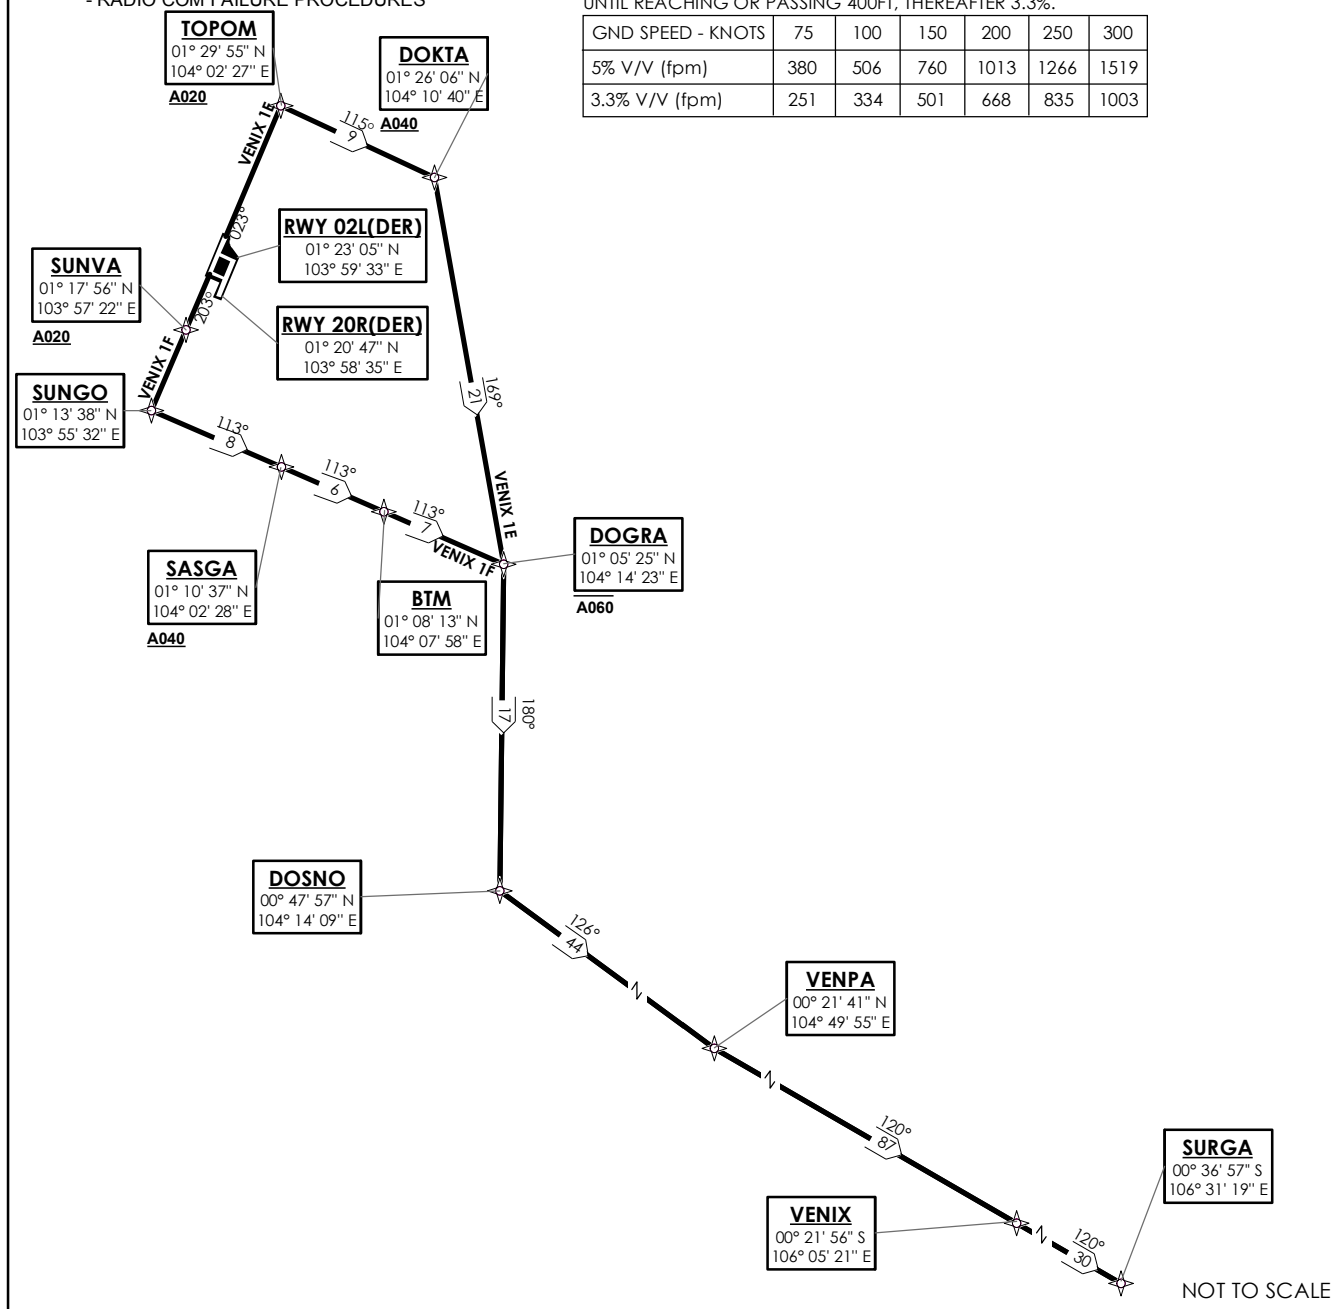 - RADIO COM FAILURE PROCEDURES
UNTIL REACHING OR PASSING 400FT, THEREAFTER 3.3%.
GND SPEED - KNOTS 75 100 150 200 250 300
5% V/V (fpm) 380 506 760 1013 1266 1519
3.3% V/V (fpm) 251 334 501 668 835 1003
TOPOM
01° 29' 55" N
104° 02' 27" E
A020
DOKTA
01° 26' 06" N
104° 10' 40" E
A040
115°
9
VENIX 1E
023°
RWY 02L(DER)
01° 23' 05" N
103° 59' 33" E
SUNVA
01° 17' 56" N
103° 57' 22" E
A020
203°
RWY 20R(DER)
01° 20' 47" N
103° 58' 35" E
VENIX 1F
SUNGO
01° 13' 38" N
103° 55' 32" E
169°
21
113°
8
113°
6
113°
7
VENIX 1E
VENIX 1F
DOGRA
01° 05' 25" N
104° 14' 23" E
A060
SASGA
01° 10' 37" N
104° 02' 28" E
A040
BTM
01° 08' 13" N
104° 07' 58" E
180°
17
DOSNO
00° 47' 57" N
104° 14' 09" E
126°
44
N
VENPA
00° 21' 41" N
104° 49' 55" E
N
120°
87
SURGA
00° 36' 57" S
106° 31' 19" E
VENIX
00° 21' 56" S
106° 05' 21" E
N
120°
30
NOT TO SCALE